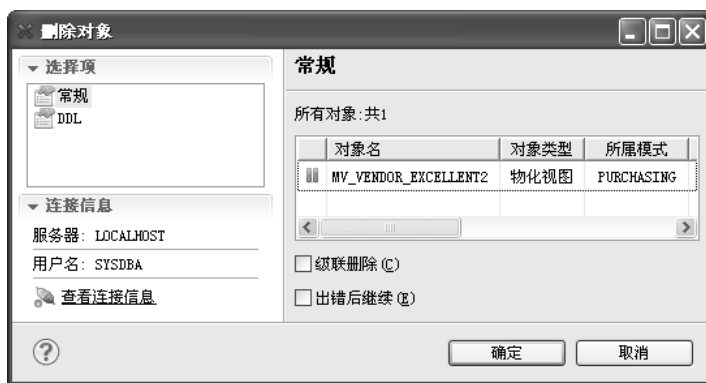 删除对象
选择项
常规
DDL
连接信息
服务器: LOCALHOST
用户名: SYSDBA
查看连接信息
常规
所有对象:共1
对象名 对象类型 所属模式
MV_VENDOR_EXCELLENT2 物化视图 PURCHASING
级联删除(C)
出错后继续(E)
确定 取消